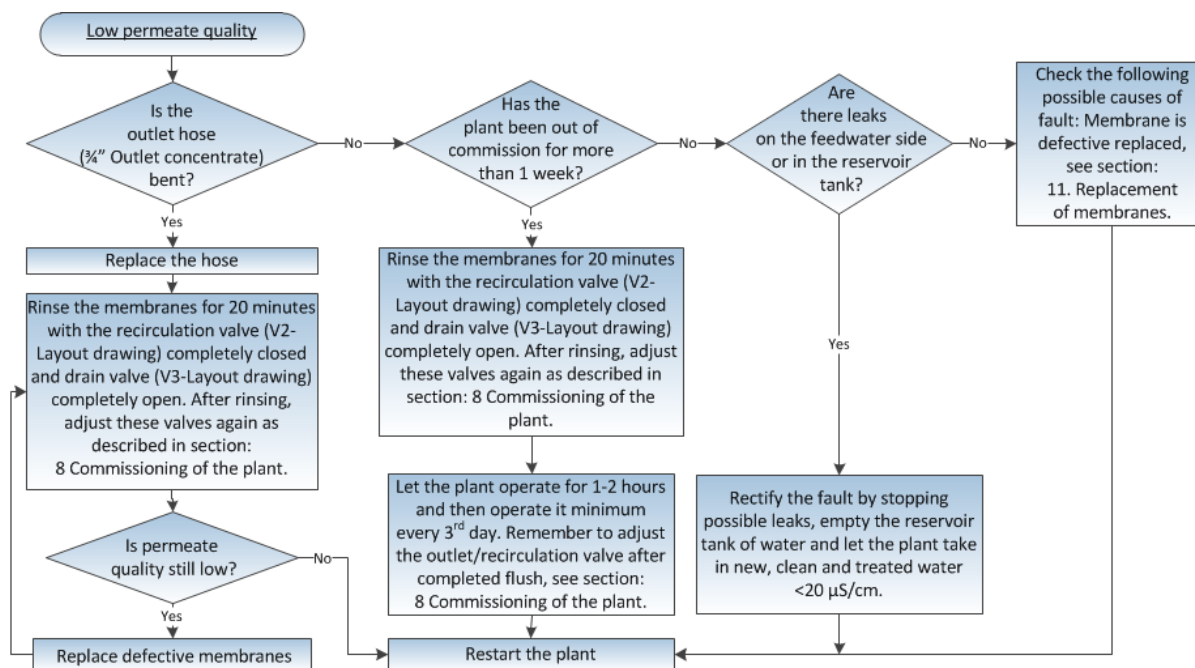 Low permeate quality
Is the
outlet hose
(¾” Outlet concentrate)
bent?
No
Has the
plant been out of
commission for more
than 1 week?
No
Are
there leaks
on the feedwater side
or in the reservoir
tank?
No
Check the following
possible causes of
fault: Membrane is
defective replaced,
see section:
11. Replacement
of membranes.
Yes
Replace the hose
Rinse the membranes for 20 minutes
with the recirculation valve (V2-
Layout drawing) completely closed
and drain valve (V3-Layout drawing)
completely open. After rinsing,
adjust these valves again as
described in section:
8 Commissioning of the plant.
Is permeate
quality still low?
No
Yes
Replace defective membranes
Yes
Rinse the membranes for 20 minutes
with the recirculation valve (V2-
Layout drawing) completely closed
and drain valve (V3-Layout drawing)
completely open. After rinsing, adjust
these valves again as described in
section: 8 Commissioning of the
plant.
Let the plant operate for 1-2 hours
and then operate it minimum
every 3rd day. Remember to adjust
the outlet/recirculation valve after
completed flush, see section:
8 Commissioning of the plant.
Yes
Rectify the fault by stopping
possible leaks, empty the reservoir
tank of water and let the plant take
in new, clean and treated water
<20 µS/cm.
Restart the plant